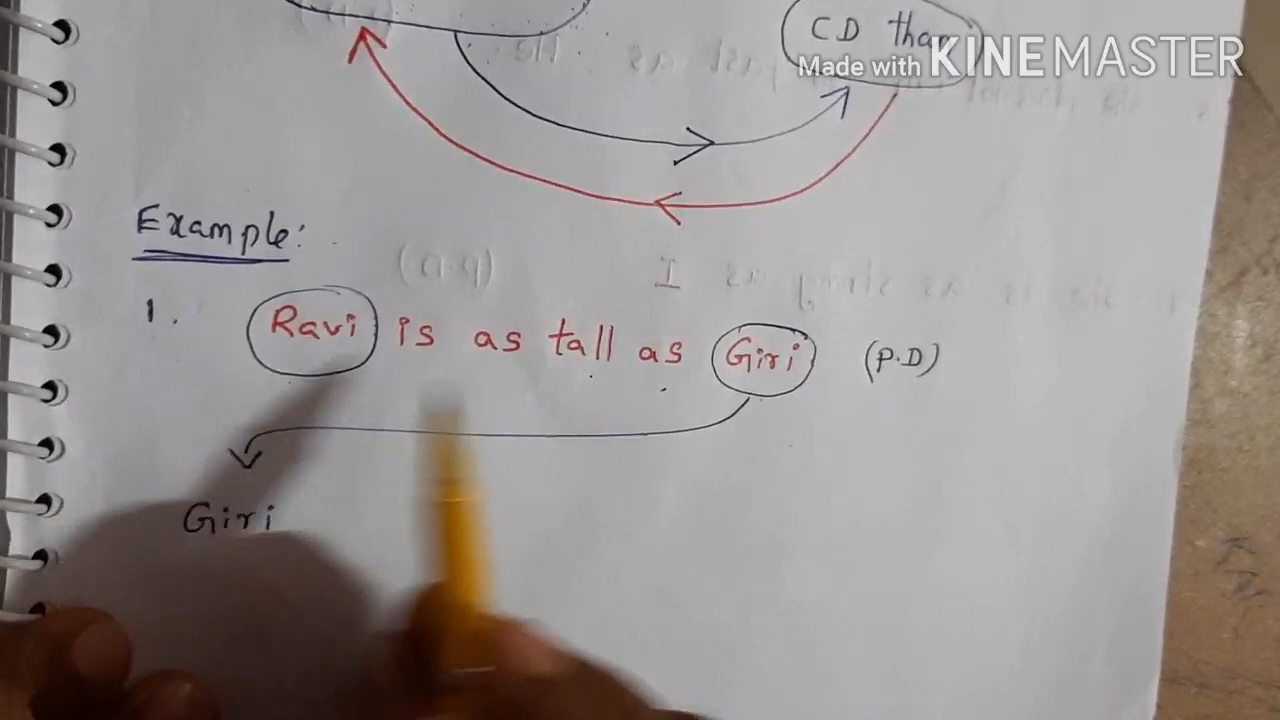 CD than
Made with KINEMASTER
Example:
1. Ravi is as tall as Giri (P.D)
Giri